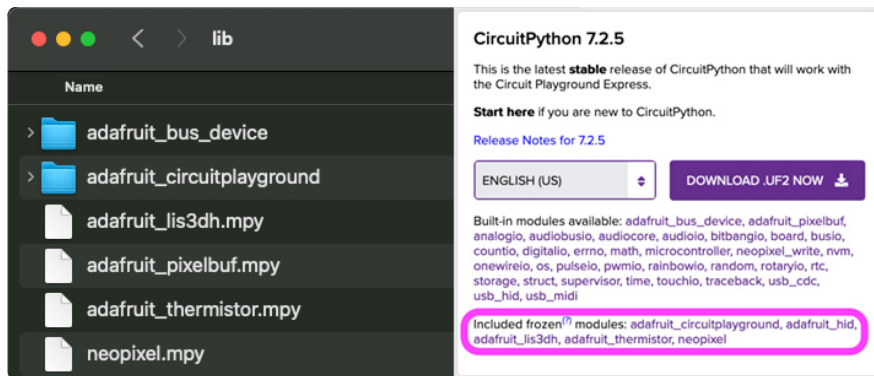 lib
Name
adafruit_bus_device
adafruit_circuitplayground
adafruit_lis3dh.mpy
adafruit_pixelbuf.mpy
adafruit_thermistor.mpy
neopixel.mpy
CircuitPython 7.2.5
This is the latest stable release of CircuitPython that will work with
the Circuit Playground Express.
Start here if you are new to CircuitPython.
Release Notes for 7.2.5
ENGLISH (US)
DOWNLOAD .UF2 NOW
Built-in modules available: adafruit_bus_device, adafruit_pixelbuf,
analogio, audiobusio, audiocore, audioio, bitbangio, board, busio,
countio, digitalio, errno, math, microcontroller, neopixel_write, nvm,
onewireio, os, pulseio, pwmio, rainbowio, random, rotaryio, rtc,
storage, struct, supervisor, time, touchio, traceback, usb_cdc,
usb_hid, usb_midi
Included frozen(?) modules: adafruit_circuitplayground, adafruit_hid,
adafruit_lis3dh, adafruit_thermistor, neopixel